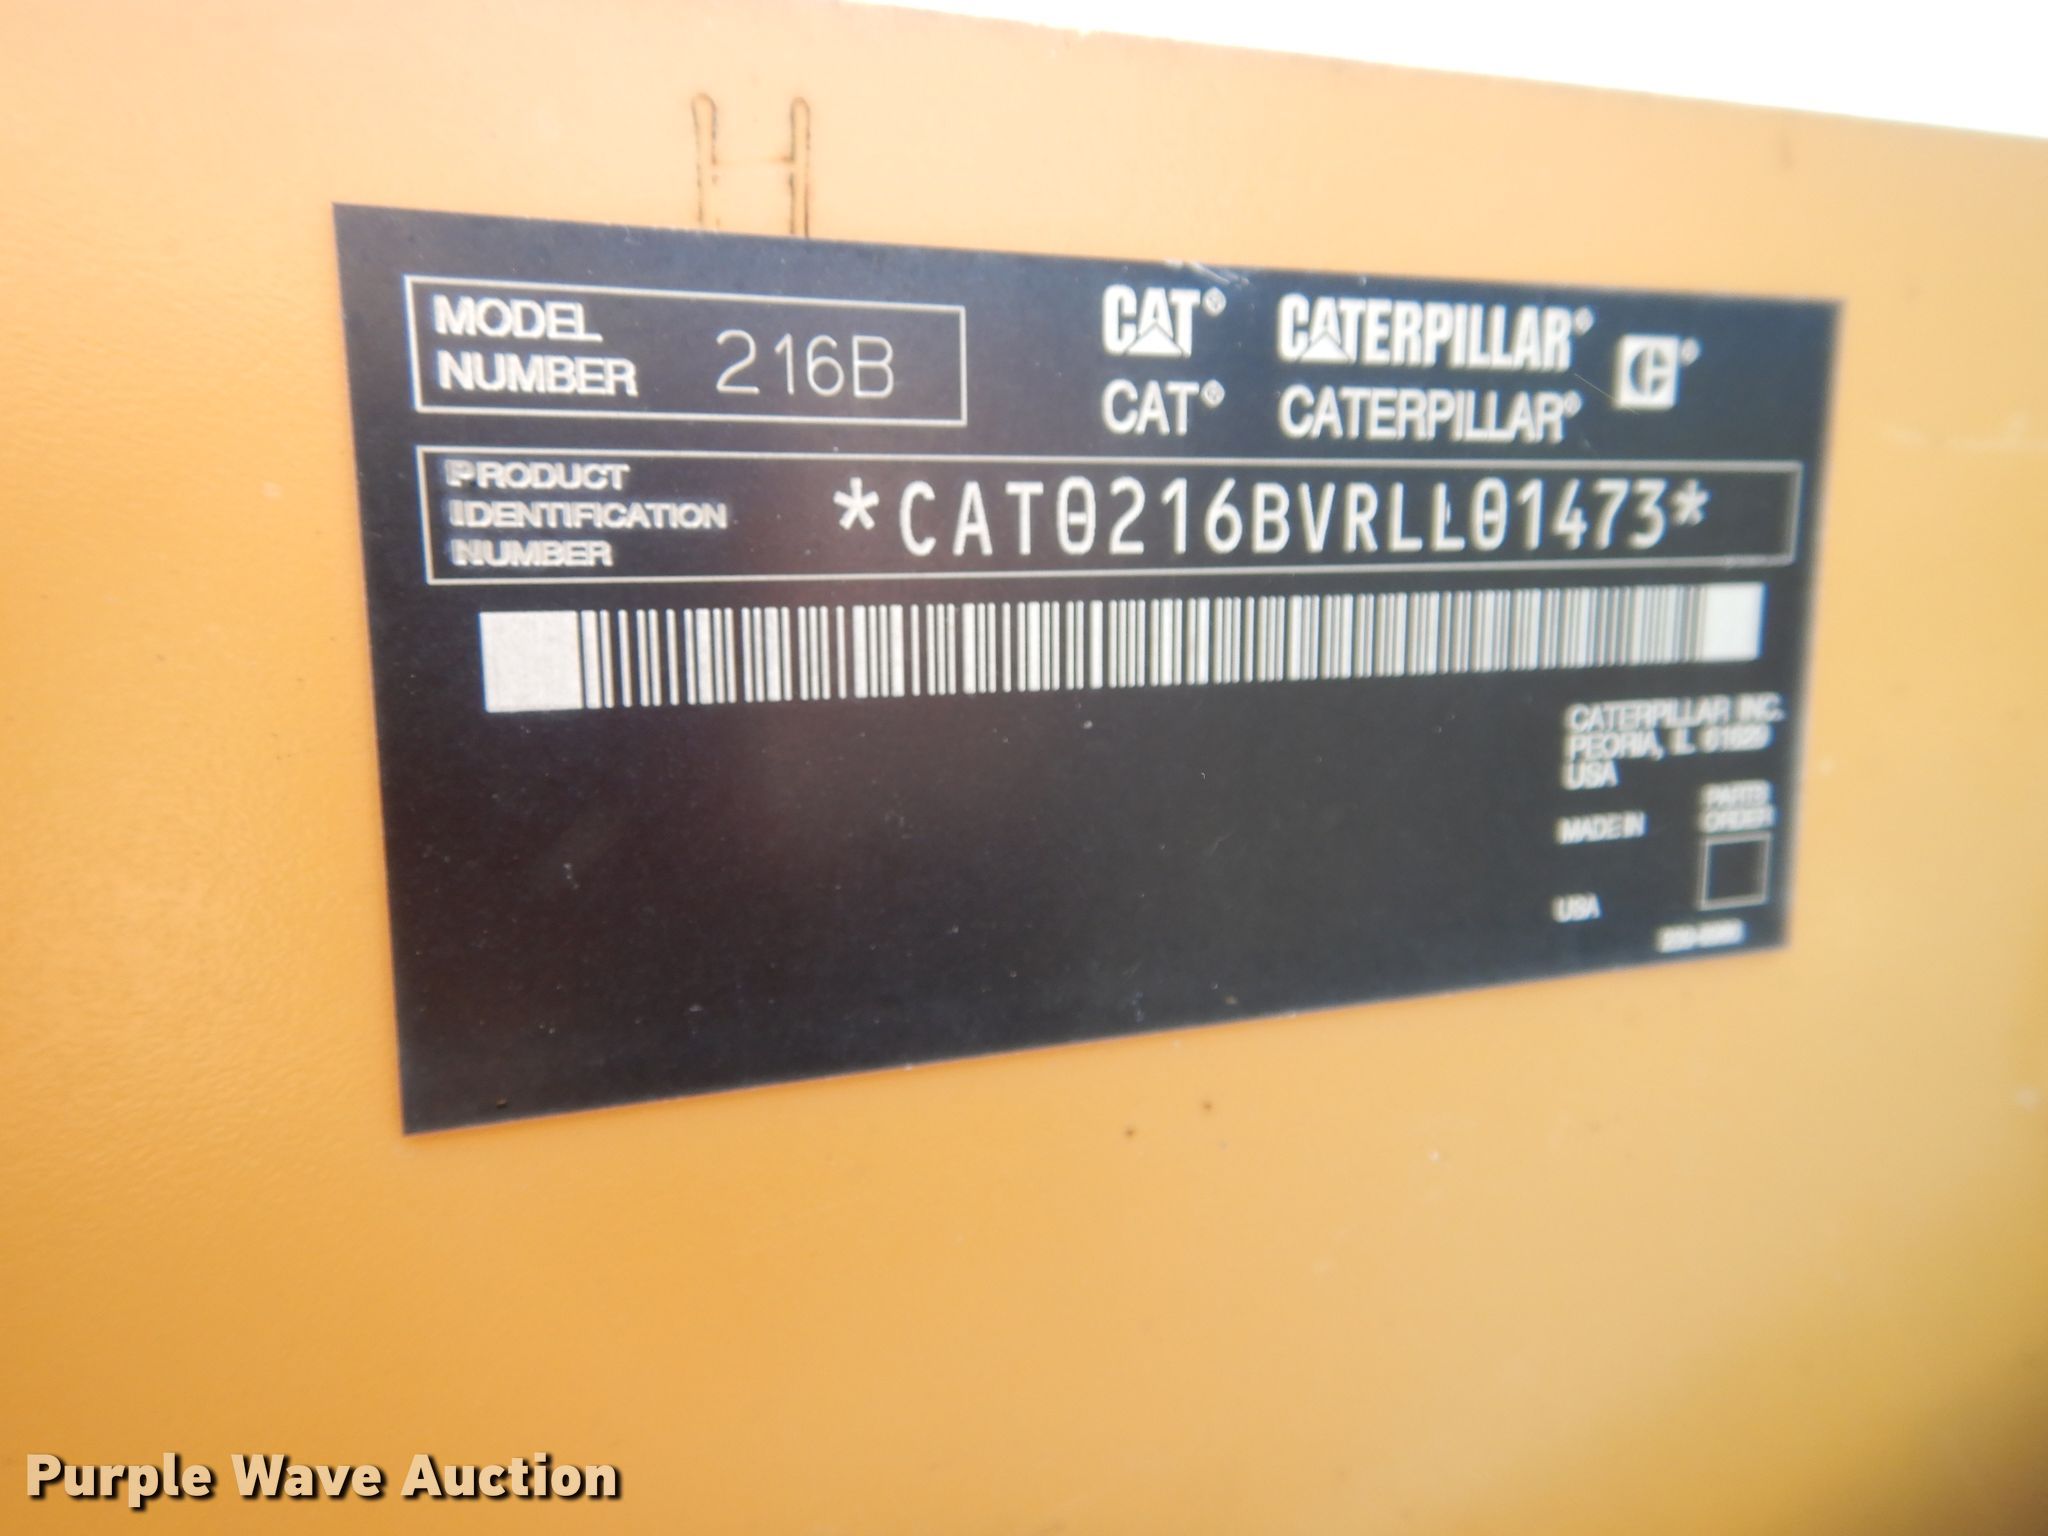 MODEL
NUMBER 216B
CAT® CATERPILLAR®
CAT® CATERPILLAR®
PRODUCT
IDENTIFICATION
NUMBER
*CAT0216BVRLL01473*
CATERPILLAR INC.
PEORIA, IL 61629
USA
MADE IN
USA
PARTS
ORDER
Purple Wave Auction